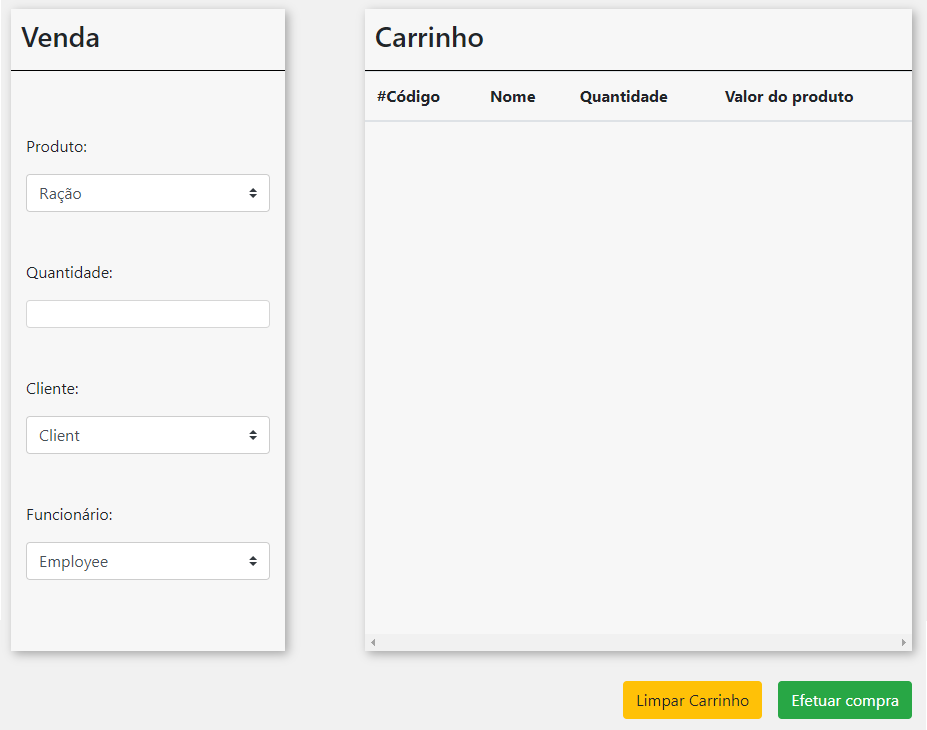 Venda
Produto:
Ração
Quantidade:
Cliente:
Client
Funcionário:
Employee
Carrinho
#Código Nome Quantidade Valor do produto
Limpar Carrinho Efetuar compra